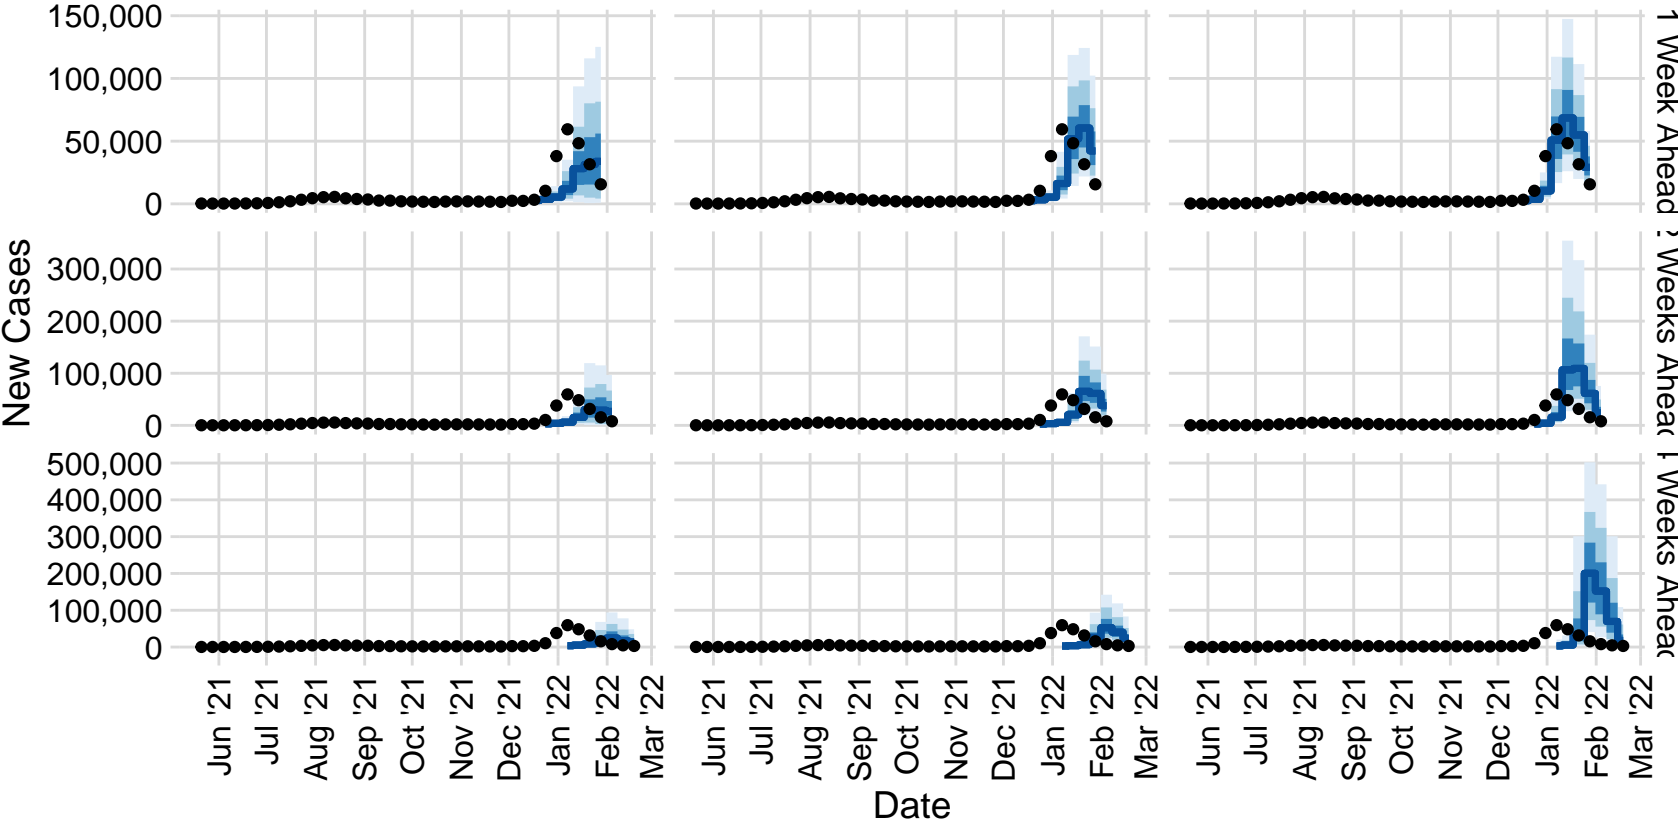 150,000
100,000
50,000
0
1 Week Ahead
New Cases
300,000
200,000
100,000
0
Weeks Ahead
500,000
400,000
300,000
200,000
100,000
0
Weeks Ahead
Jun '21
Jul '21
Aug '21
Sep '21
Oct '21
Nov '21
Dec '21
Jan '22
Feb '22
Mar '22
Jun '21
Jul '21
Aug '21
Sep '21
Oct '21
Nov '21
Dec '21
Jan '22
Feb '22
Mar '22
Jun '21
Jul '21
Aug '21
Sep '21
Oct '21
Nov '21
Dec '21
Jan '22
Feb '22
Mar '22
Date